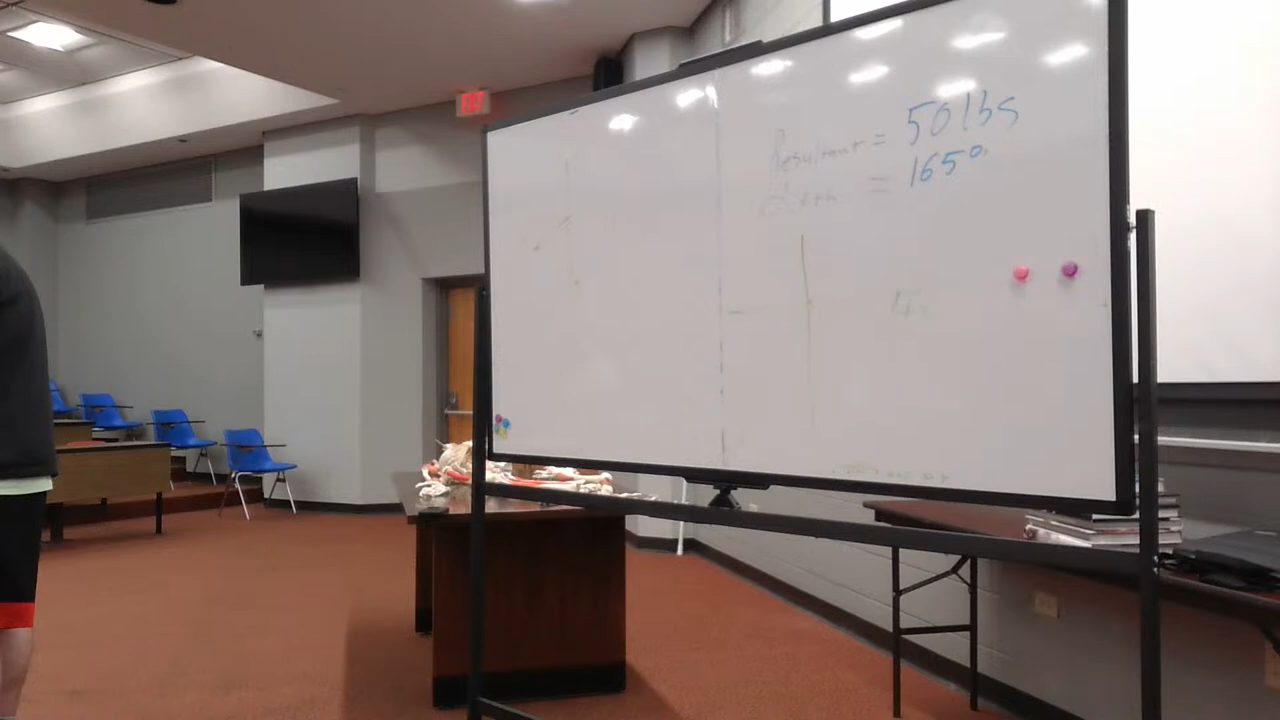 EXIT
Resultant = 50 lbs
= 165°